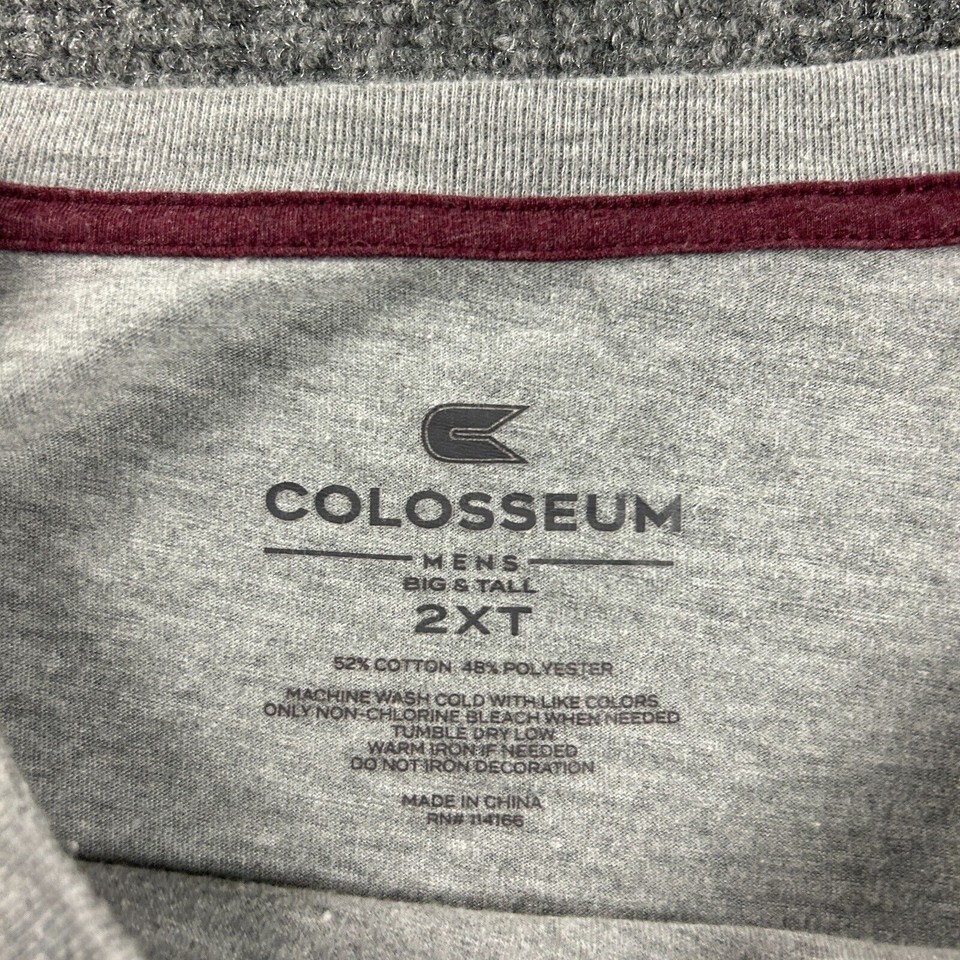 COLOSSEUM
MENS
BIG & TALL
2XT
52% COTTON 48% POLYESTER
MACHINE WASH COLD WITH LIKE COLORS
ONLY NON-CHLORINE BLEACH WHEN NEEDED
TUMBLE DRY LOW
WARM IRON IF NEEDED
DO NOT IRON DECORATION
MADE IN CHINA
RN# 114166